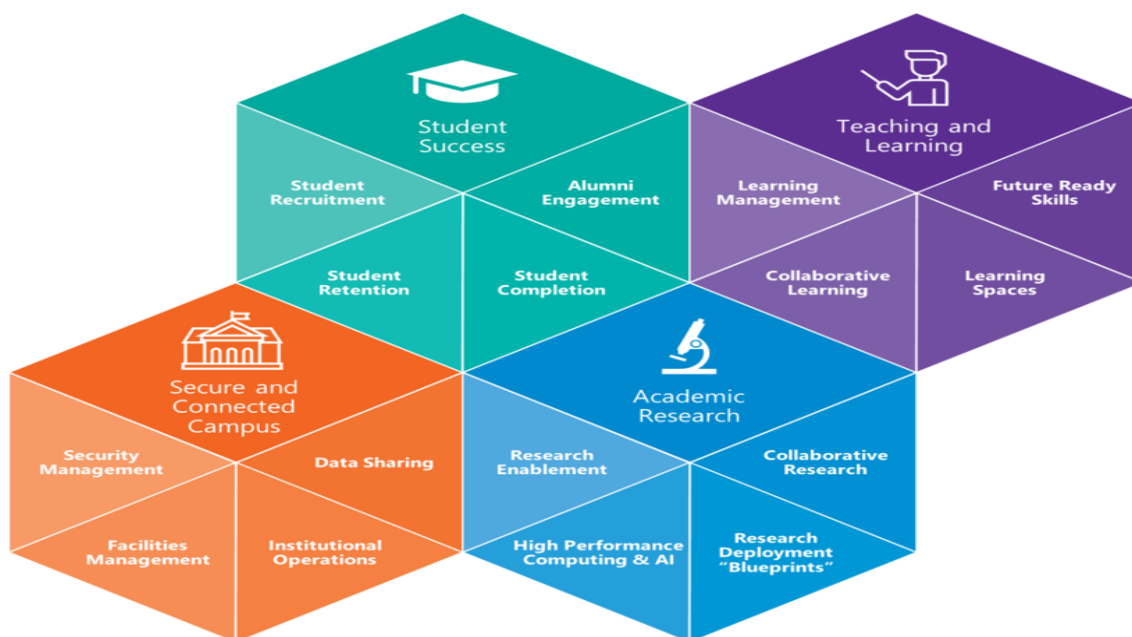 Student
Success
Student
Recruitment
Alumni
Engagement
Student
Retention
Student
Completion
Teaching and
Learning
Learning
Management
Future Ready
Skills
Collaborative
Learning
Learning
Spaces
Secure and
Connected
Campus
Security
Management
Data Sharing
Facilities
Management
Institutional
Operations
Academic
Research
Research
Enablement
Collaborative
Research
High Performance
Computing & AI
Research
Deployment
“Blueprints”